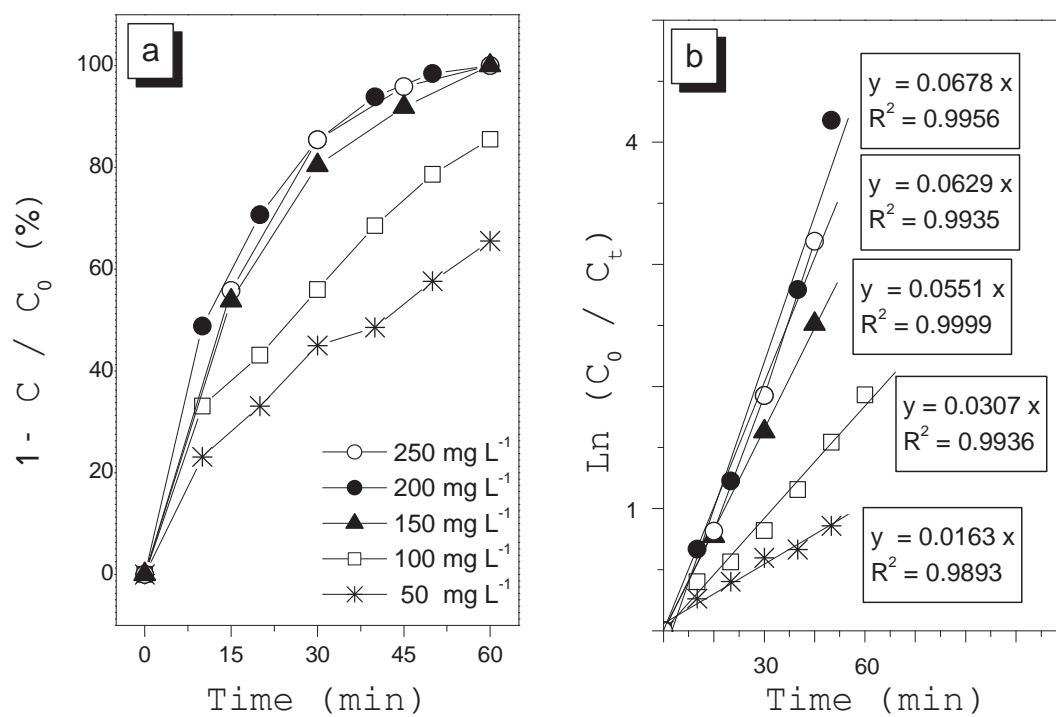 a
1 - C / C₀ (%)
100
80
60
40
20
0
250 mg L⁻¹
200 mg L⁻¹
150 mg L⁻¹
100 mg L⁻¹
50 mg L⁻¹
0 15 30 45 60
Time (min)
b
Ln (C₀ / Cₜ)
4
1
y = 0.0678 x
R² = 0.9956
y = 0.0629 x
R² = 0.9935
y = 0.0551 x
R² = 0.9999
y = 0.0307 x
R² = 0.9936
y = 0.0163 x
R² = 0.9893
30 60
Time (min)